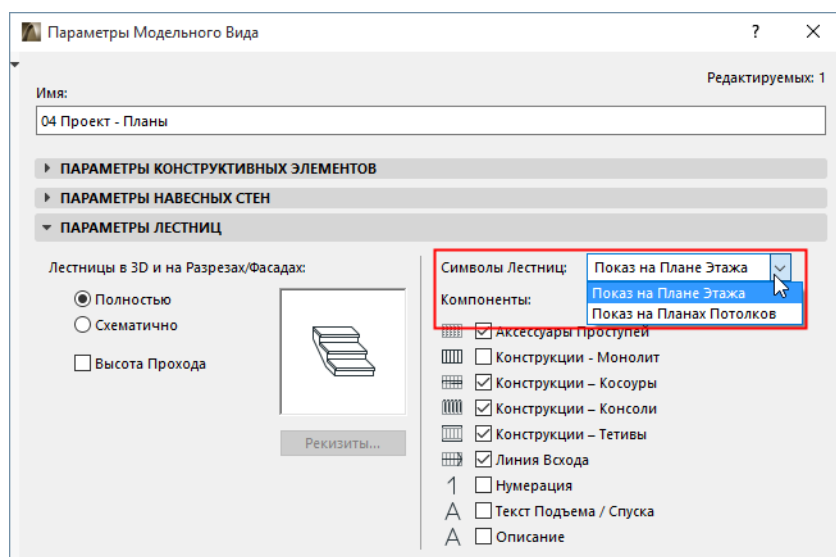 Параметры Модельного Вида
?
Редактируемых: 1
Имя:
04 Проект - Планы
ПАРАМЕТРЫ КОНСТРУКТИВНЫХ ЭЛЕМЕНТОВ
ПАРАМЕТРЫ НАВЕСНЫХ СТЕН
ПАРАМЕТРЫ ЛЕСТНИЦ
Лестницы в 3D и на Разрезах/Фасадах:
Полностью
Схематично
Высота Прохода
Реквизиты...
Символы Лестниц: Показ на Плане Этажа
Показ на Плане Этажа
Показ на Планах Потолков
Компоненты:
Аксессуары Проступей
Конструкции - Монолит
Конструкции – Косоуры
Конструкции – Консоли
Конструкции – Тетивы
Линия Всхода
1 Нумерация
A Текст Подъема / Спуска
A Описание